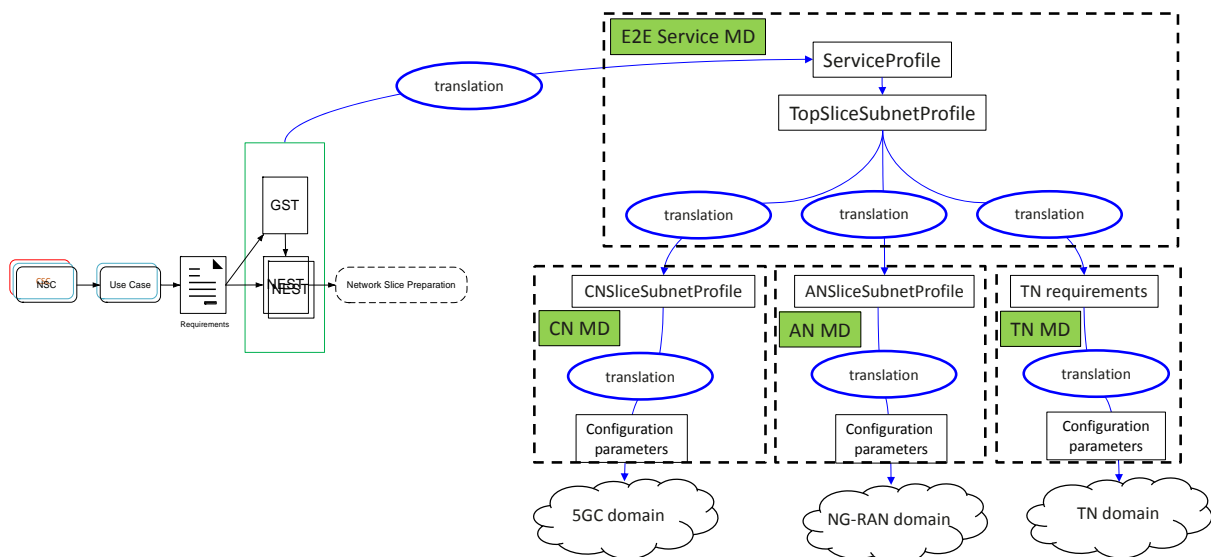 E2E Service MD
ServiceProfile
translation
TopSliceSubnetProfile
GST
translation
translation
translation
NSC
Use Case
NEST
NEST
Network Slice Preparation
Requirements
CNSliceSubnetProfile
ANSliceSubnetProfile
TN requirements
CN MD
AN MD
TN MD
translation
translation
translation
Configuration
parameters
Configuration
parameters
Configuration
parameters
5GC domain
NG-RAN domain
TN domain